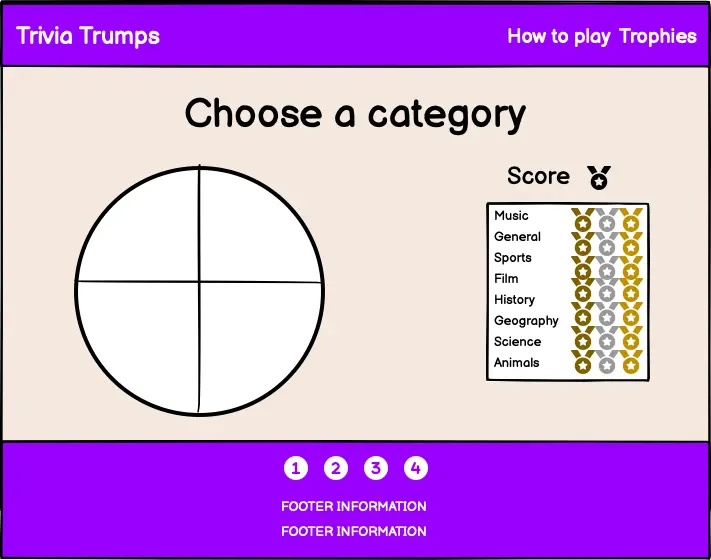 Trivia Trumps
How to play Trophies
Choose a category
Score
Music
General
Sports
Film
History
Geography
Science
Animals
1 2 3 4
FOOTER INFORMATION
FOOTER INFORMATION